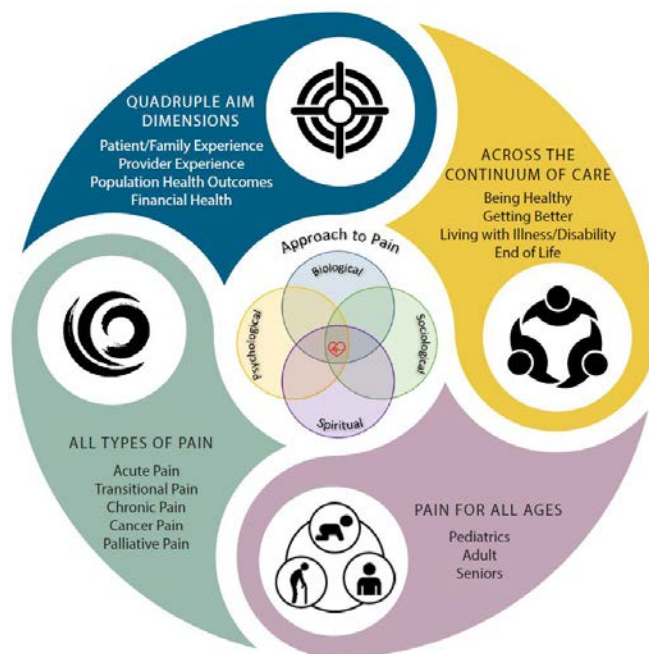 QUADRUPLE AIM
DIMENSIONS
Patient/Family Experience
Provider Experience
Population Health Outcomes
Financial Health
ACROSS THE
CONTINUUM OF CARE
Being Healthy
Getting Better
Living with Illness/Disability
End of Life
Approach to Pain
Biological
Psychological
Sociological
Spiritual
ALL TYPES OF PAIN
Acute Pain
Transitional Pain
Chronic Pain
Cancer Pain
Palliative Pain
PAIN FOR ALL AGES
Pediatrics
Adult
Seniors